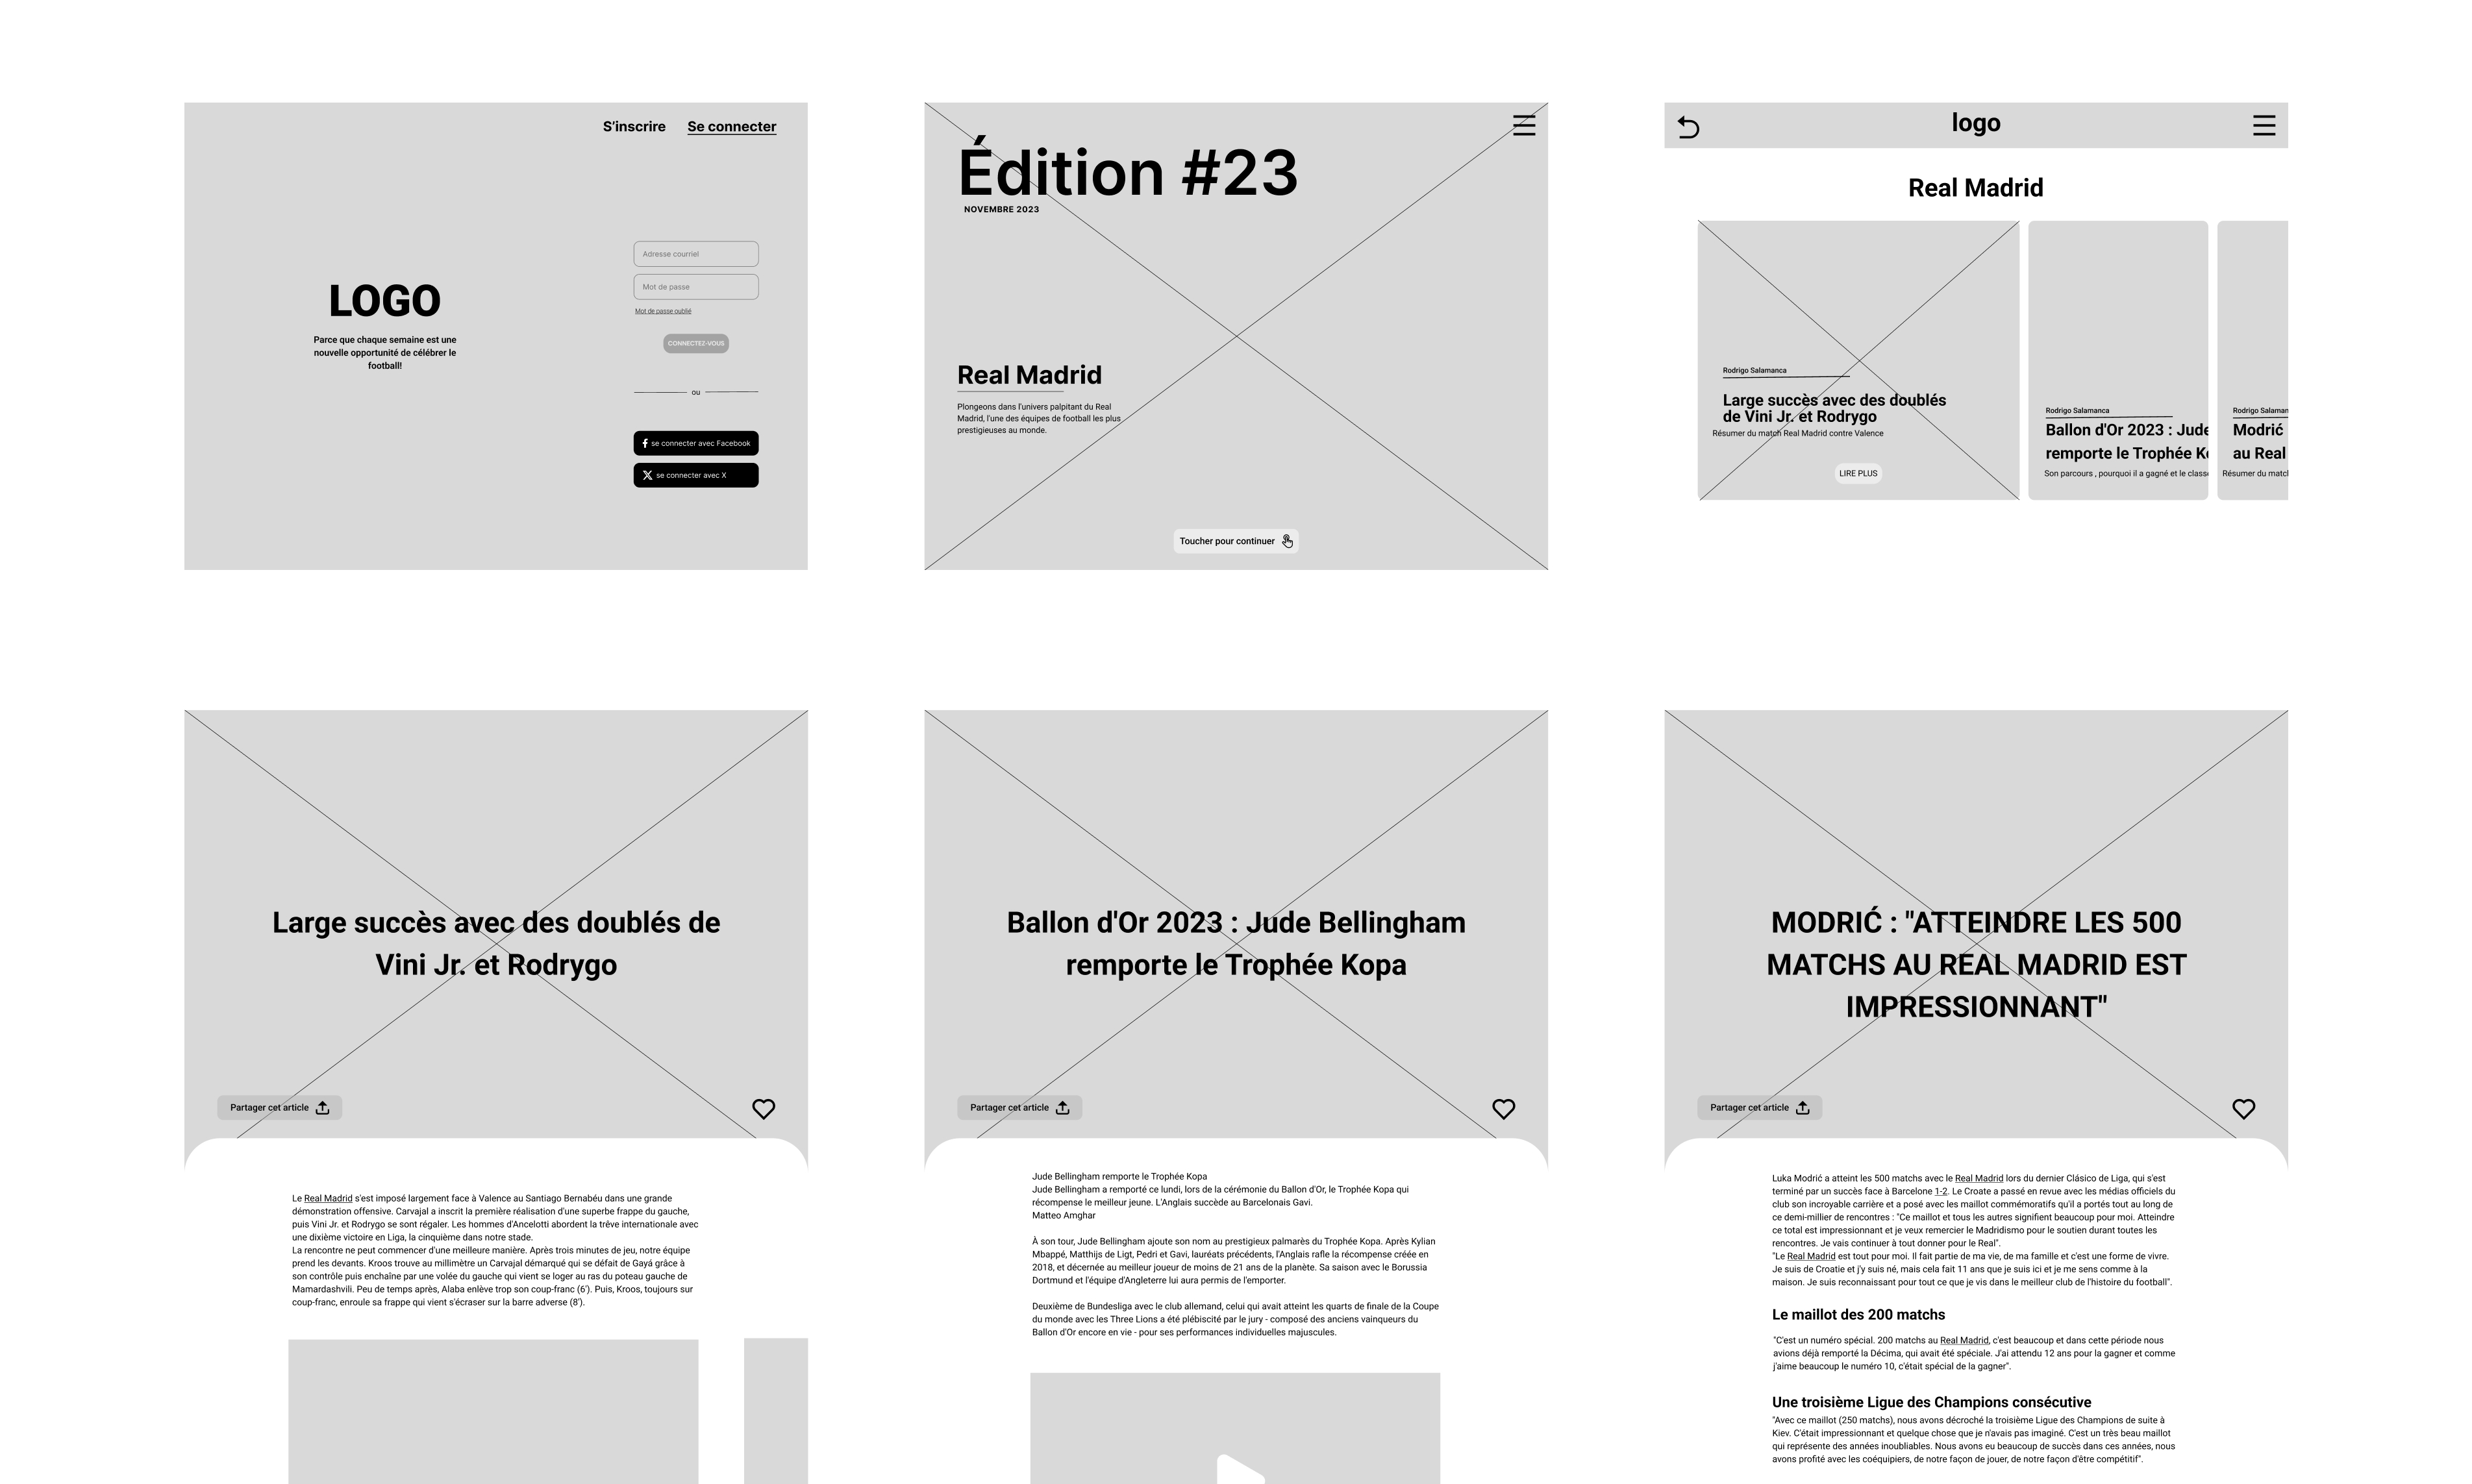 S'inscrire
Se connecter
LOGO
Parce que chaque semaine est une
nouvelle opportunité de célébrer le
football!
Adresse courriel
Mot de passe
Mot de passe oublié
CONNECTEZ-VOUS
ou
se connecter avec Facebook
se connecter avec X
Édition #23
NOVEMBRE 2023
Real Madrid
Plongeons dans l'univers palpitant du Real
Madrid, l'une des équipes de football les plus
prestigieuses au monde.
Toucher pour continuer
logo
Real Madrid
Rodrigo Salamanca
Large succès avec des doublés
de Vini Jr. et Rodrygo
Résumer du match Real Madrid contre Valence
LIRE PLUS
Rodrigo Salamanca
Ballon d'Or 2023 : Jude
remporte le Trophée Ko
Son parcours , pourquoi il a gagné et le class
Rodrigo Salaman
Modrić
au Real
Résumer du match
Large succès avec des doublés de
Vini Jr. et Rodrygo
Partager cet article
Le Real Madrid s'est imposé largement face à Valence au Santiago Bernabéu dans une grande
démonstration offensive. Carvajal a inscrit la première réalisation d'une superbe frappe du gauche,
puis Vini Jr. et Rodrygo se sont régaler. Les hommes d'Ancelotti abordent la trêve internationale avec
une dixième victoire en Liga, la cinquième dans notre stade.
La rencontre ne peut commencer d'une meilleure manière. Après trois minutes de jeu, notre équipe
prend les devants. Kroos trouve au millimètre un Carvajal démarqué qui se défait de Gayá grâce à
son contrôle puis enchaîne par une volée du gauche qui vient se loger au ras du poteau gauche de
Mamardashvili. Peu de temps après, Alaba enlève trop son coup-franc (6'). Puis, Kroos, toujours sur
coup-franc, enroule sa frappe qui vient s'écraser sur la barre adverse (8').
Ballon d'Or 2023 : Jude Bellingham
remporte le Trophée Kopa
Partager cet article
Jude Bellingham remporte le Trophée Kopa
Jude Bellingham a remporté ce lundi, lors de la cérémonie du Ballon d'Or, le Trophée Kopa qui
récompense le meilleur jeune. L'Anglais succède au Barcelonais Gavi.
Matteo Amghar
À son tour, Jude Bellingham ajoute son nom au prestigieux palmarès du Trophée Kopa. Après Kylian
Mbappé, Matthijs de Ligt, Pedri et Gavi, lauréats précédents, l'Anglais rafle la récompense créée en
2018, et décernée au meilleur joueur de moins de 21 ans de la planète. Sa saison avec le Borussia
Dortmund et l'équipe d'Angleterre lui aura permis de l'emporter.
Deuxième de Bundesliga avec le club allemand, celui qui avait atteint les quarts de finale de la Coupe
du monde avec les Three Lions a été plébiscité par le jury - composé des anciens vainqueurs du
Ballon d'Or encore en vie - pour ses performances individuelles majuscules.
MODRIĆ : "ATTEINDRE LES 500
MATCHS AU REAL MADRID EST
IMPRESSIONNANT"
Partager cet article
Luka Modrić a atteint les 500 matchs avec le Real Madrid lors du dernier Clásico de Liga, qui s'est
terminé par un succès face à Barcelone 1-2. Le Croate a passé en revue avec les médias officiels du
club son incroyable carrière et a posé avec les maillot commémoratifs qu'il a portés tout au long de
ce demi-millier de rencontres : "Ce maillot et tous les autres signifient beaucoup pour moi. Atteindre
ce total est impressionnant et je veux remercier le Madridismo pour le soutien durant toutes les
rencontres. Je vais continuer à tout donner pour le Real".
"Le Real Madrid est tout pour moi. Il fait partie de ma vie, de ma famille et c'est une forme de vivre.
Je suis de Croatie et j'y suis né, mais cela fait 11 ans que je suis ici et je me sens comme à la
maison. Je suis reconnaissant pour tout ce que je vis dans le meilleur club de l'histoire du football".
Le maillot des 200 matchs
"C'est un numéro spécial. 200 matchs au Real Madrid, c'est beaucoup et dans cette période nous
avions déjà remporté la Décima, qui avait été spéciale. J'ai attendu 12 ans pour la gagner et comme
j'aime beaucoup le numéro 10, c'était spécial de la gagner".
Une troisième Ligue des Champions consécutive
"Avec ce maillot (250 matchs), nous avons décroché la troisième Ligue des Champions de suite à
Kiev. C'était impressionnant et quelque chose que je n'avais pas imaginé. C'est un très beau maillot
qui représente des années inoubliables. Nous avons eu beaucoup de succès dans ces années, nous
avons profité avec les coéquipiers, de notre façon de jouer, de notre façon d'être compétitif".